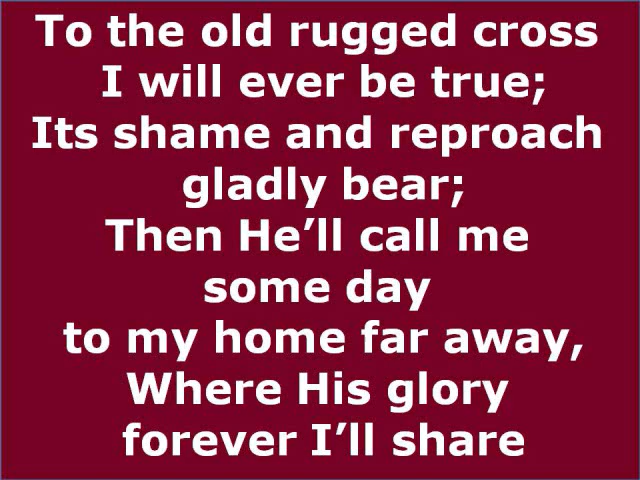 To the old rugged cross
I will ever be true;
Its shame and reproach
gladly bear;
Then He’ll call me
some day
to my home far away,
Where His glory
forever I’ll share